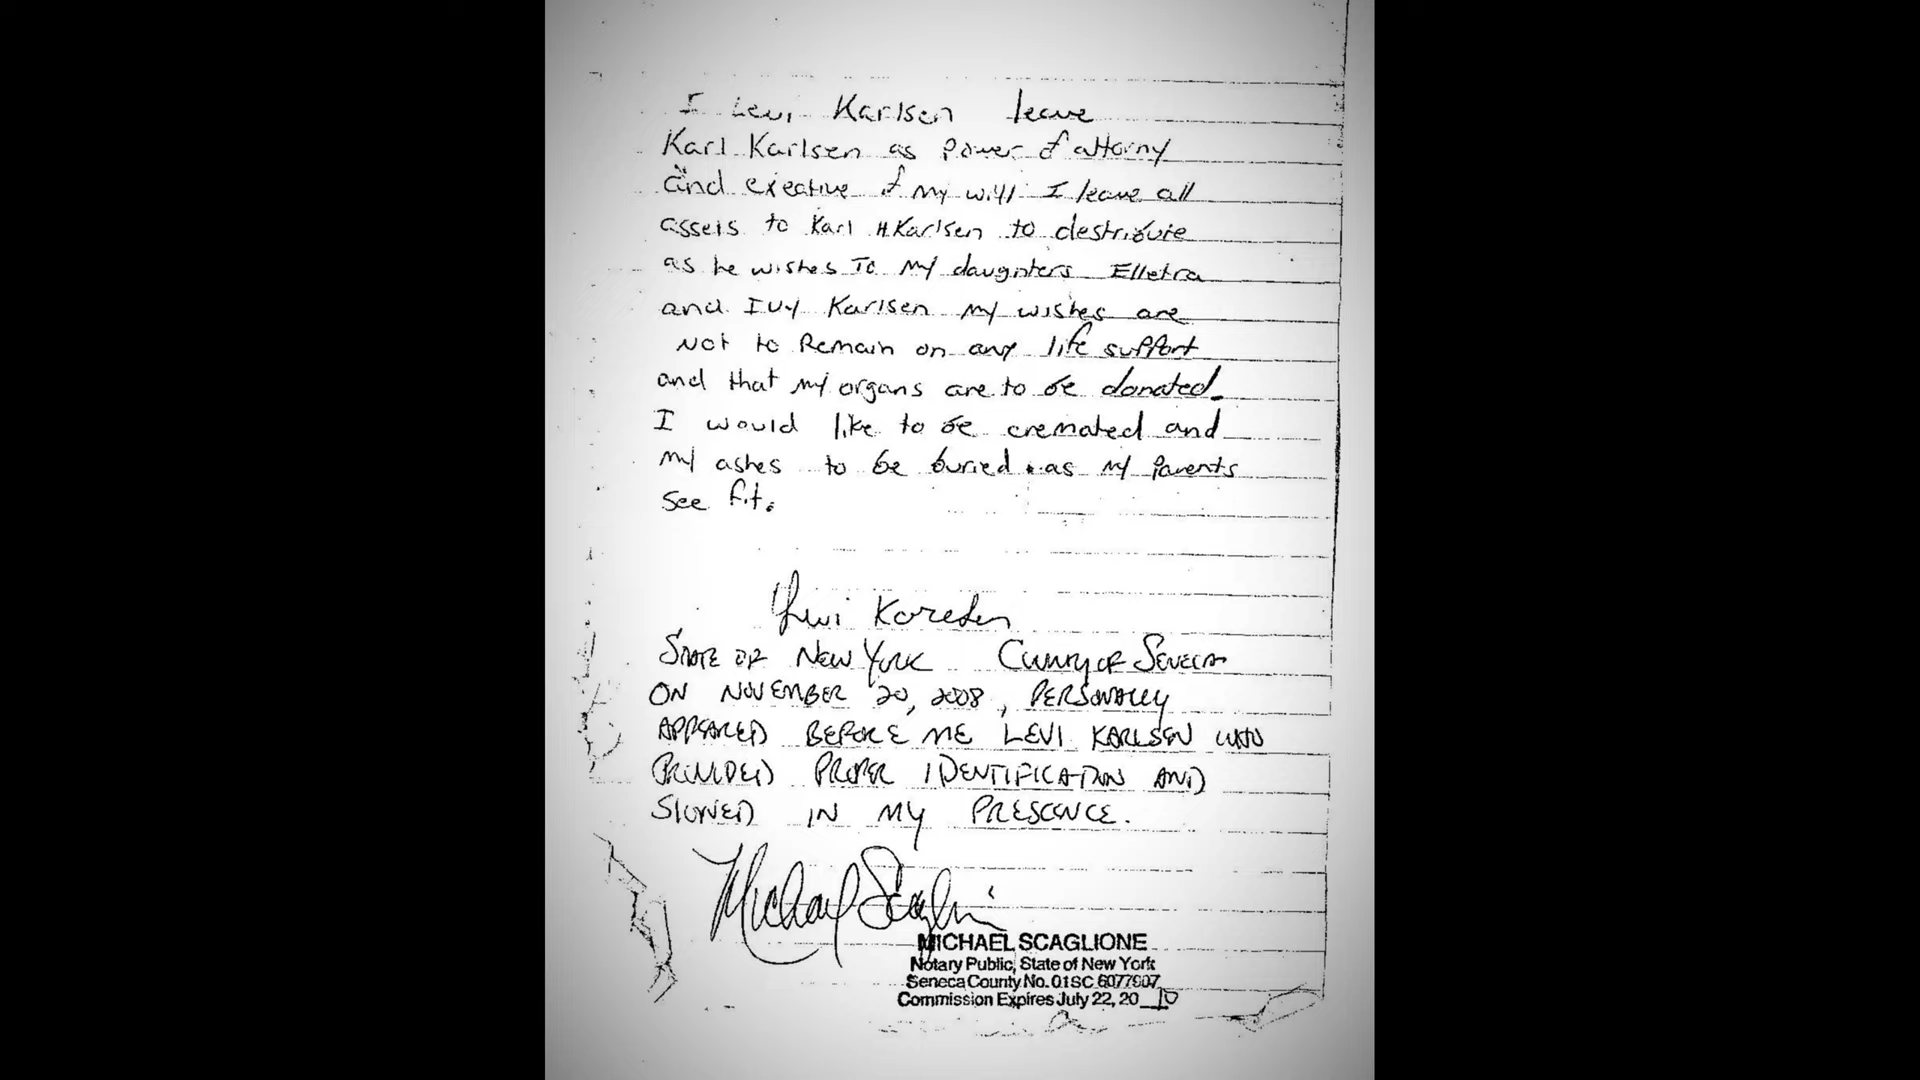 I Levi Karlsen leave
Karl Karlsen as power of attorny
and exective of my will I leave all
assets to Karl H.Karlsen to destribute
as he wishes To my daughters Elletra
and Ivy Karlsen my wishes are
Not to Remain on any life support
and that my organs are to be donated.
I would like to be cremated and
my ashes to be buried as my parents
see fit.
Levi Karlsen
STATE OF NEW YORK COUNTY OF SENECA
ON NOVEMBER 20, 2008, PERSONALLY
APPEARED BEFORE ME LEVI KARLSEN WHO
PROVIDED PROPER IDENTIFICATION AND
SIGNED IN MY PRESENCE.
Michael Scaglione
MICHAEL SCAGLIONE
Notary Public, State of New York
Seneca County No. 01SC 6077907
Commission Expires July 22, 2010